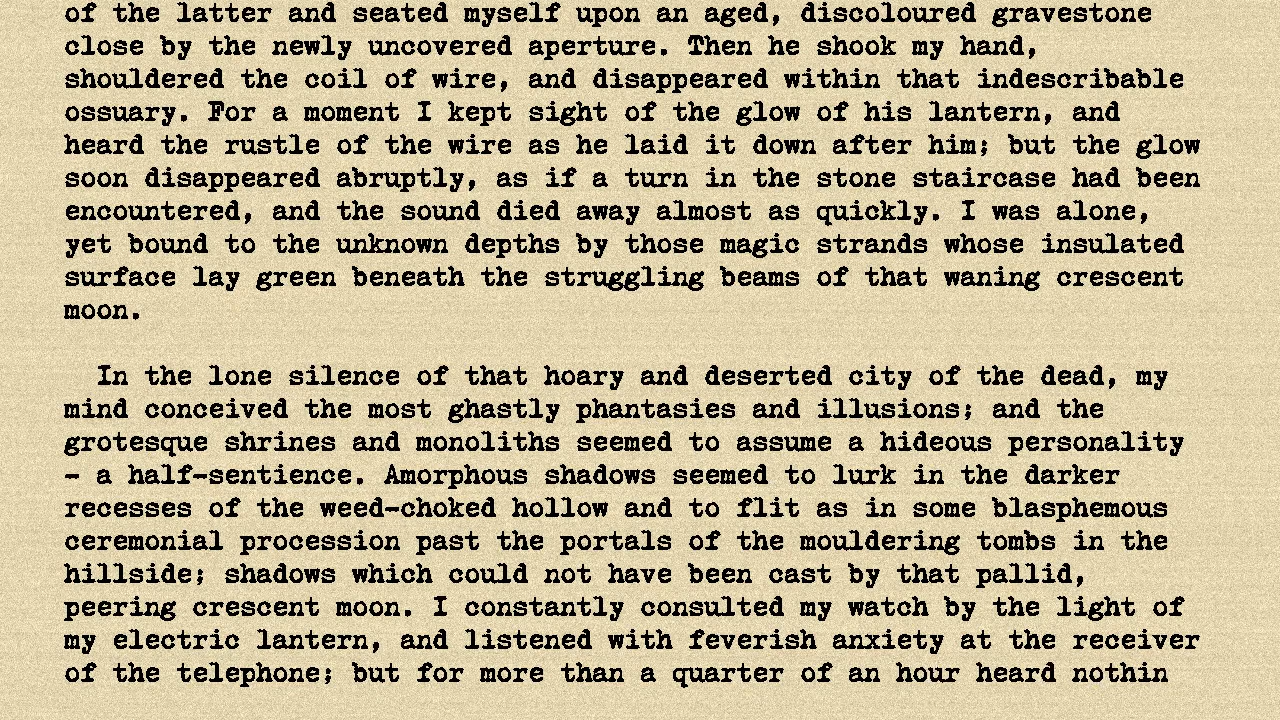 of the latter and seated myself upon an aged, discoloured gravestone
close by the newly uncovered aperture. Then he shook my hand,
shouldered the coil of wire, and disappeared within that indescribable
ossuary. For a moment I kept sight of the glow of his lantern, and
heard the rustle of the wire as he laid it down after him; but the glow
soon disappeared abruptly, as if a turn in the stone staircase had been
encountered, and the sound died away almost as quickly. I was alone,
yet bound to the unknown depths by those magic strands whose insulated
surface lay green beneath the struggling beams of that waning crescent
moon.

In the lone silence of that hoary and deserted city of the dead, my
mind conceived the most ghastly phantasies and illusions; and the
grotesque shrines and monoliths seemed to assume a hideous personality
– a half-sentience. Amorphous shadows seemed to lurk in the darker
recesses of the weed-choked hollow and to flit as in some blasphemous
ceremonial procession past the portals of the mouldering tombs in the
hillside; shadows which could not have been cast by that pallid,
peering crescent moon. I constantly consulted my watch by the light of
my electric lantern, and listened with feverish anxiety at the receiver
of the telephone; but for more than a quarter of an hour heard nothin